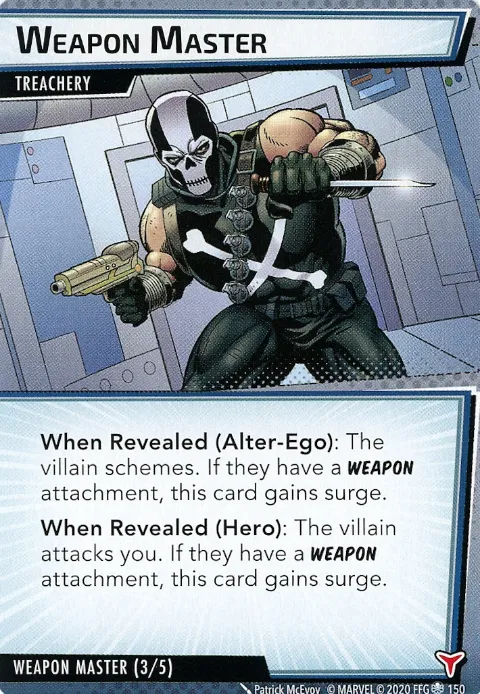 WEAPON MASTER
TREACHERY
When Revealed (Alter-Ego): The
villain schemes. If they have a WEAPON
attachment, this card gains surge.
When Revealed (Hero): The villain
attacks you. If they have a WEAPON
attachment, this card gains surge.
WEAPON MASTER (3/5)
Patrick McEvoy © MARVEL © 2020 FFG 150